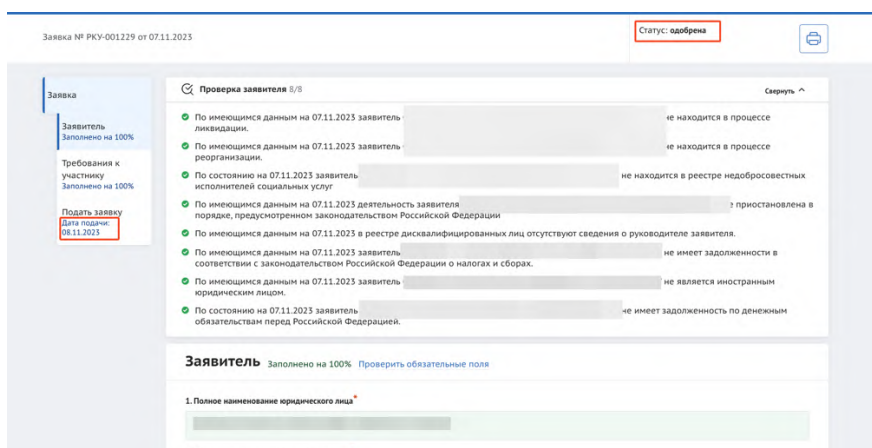 Заявка № РКУ-001229 от 07.11.2023
Статус: одобрена
Заявка
Заявитель
Заполнено на 100%
Требования к
участнику
Заполнено на 100%
Подать заявку
Дата подачи:
08.11.2023
Проверка заявителя 8/8
Свернуть
По имеющимся данным на 07.11.2023 заявитель не находится в процессе
ликвидации.
По имеющимся данным на 07.11.2023 заявитель не находится в процессе
реорганизации.
По состоянию на 07.11.2023 заявитель не находится в реестре недобросовестных
исполнителей социальных услуг
По имеющимся данным на 07.11.2023 деятельность заявителя приостановлена в
порядке, предусмотренном законодательством Российской Федерации
По имеющимся данным на 07.11.2023 в реестре дисквалифицированных лиц отсутствуют сведения о руководителе заявителя.
По имеющимся данным на 07.11.2023 заявитель не имеет задолженности в
соответствии с законодательством Российской Федерации о налогах и сборах.
По имеющимся данным на 07.11.2023 заявитель не является иностранным
юридическим лицом.
По состоянию на 07.11.2023 заявитель не имеет задолженность по денежным
обязательствам перед Российской Федерацией.
Заявитель Заполнено на 100% Проверить обязательные поля
1. Полное наименование юридического лица*